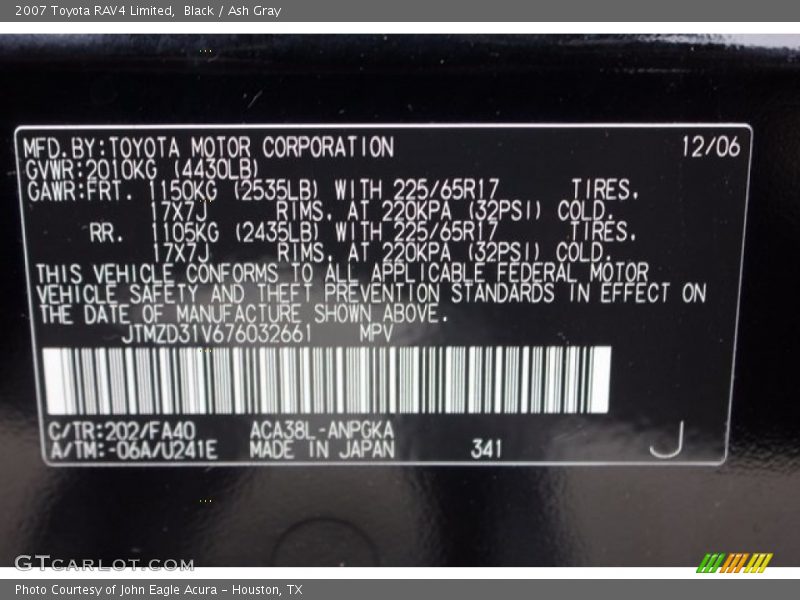 2007 Toyota RAV4 Limited, Black / Ash Gray
MFD.BY:TOYOTA MOTOR CORPORATION 12/06
GVWR:2010KG (4430LB)
GAWR:FRT. 1150KG (2535LB) WITH 225/65R17 TIRES,
17X7J RIMS, AT 220KPA (32PSI) COLD.
RR. 1105KG (2435LB) WITH 225/65R17 TIRES,
17X7J RIMS, AT 220KPA (32PSI) COLD.
THIS VEHICLE CONFORMS TO ALL APPLICABLE FEDERAL MOTOR
VEHICLE SAFETY AND THEFT PREVENTION STANDARDS IN EFFECT ON
THE DATE OF MANUFACTURE SHOWN ABOVE.
JTMZD31V676032661 MPV
C/TR:202/FA40 ACA38L-ANPGKA
A/TM:-06A/U241E MADE IN JAPAN 341 J
GTCARLOT.COM
Photo Courtesy of John Eagle Acura - Houston, TX